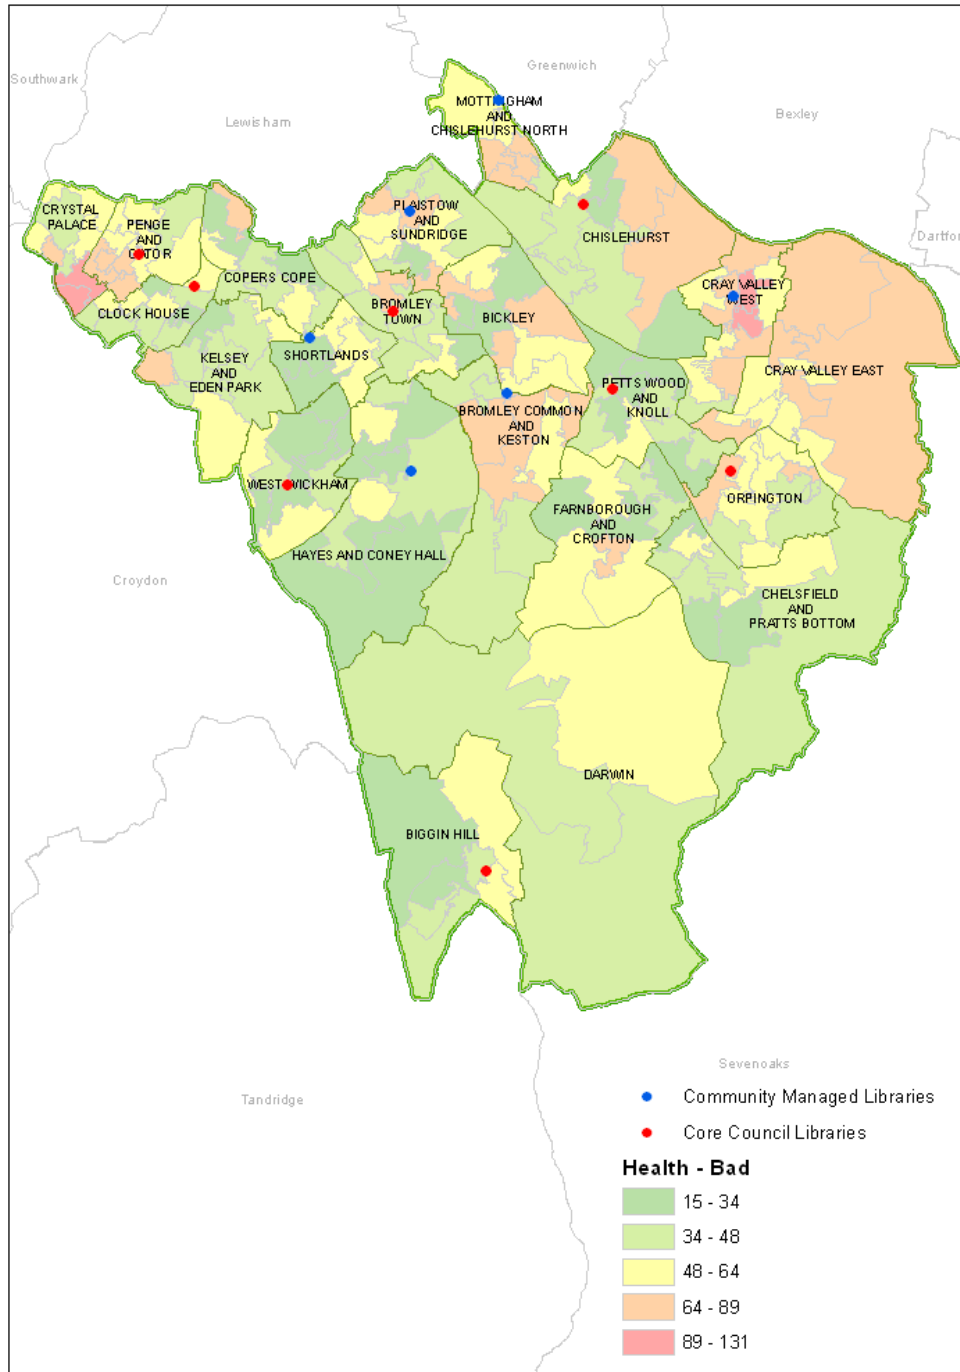 Greenwich
Southwark
MOTTINGHAM
AND
CHISLEHURST NORTH
Bexley
Lewisham
CRYSTAL
PALACE
PENGE
AND
CATOR
PLAISTOW
AND
SUNDRIDGE
CHISLEHURST
Dartford
COPERS COPE
CRAY VALLEY
WEST
BROMLEY
TOWN
BICKLEY
CLOCK HOUSE
SHORTLANDS
KELSEY
AND
EDEN PARK
CRAY VALLEY EAST
PETTS WOOD
AND
KNOLL
BROMLEY COMMON
AND
KESTON
WEST WICKHAM
ORPINGTON
FARNBOROUGH
AND
CROFTON
HAYES AND CONEY HALL
Croydon
CHELSFIELD
AND
PRATTS BOTTOM
DARWIN
BIGGIN HILL
Sevenoaks
Tandridge
Community Managed Libraries
Core Council Libraries
Health - Bad
15 - 34
34 - 48
48 - 64
64 - 89
89 - 131